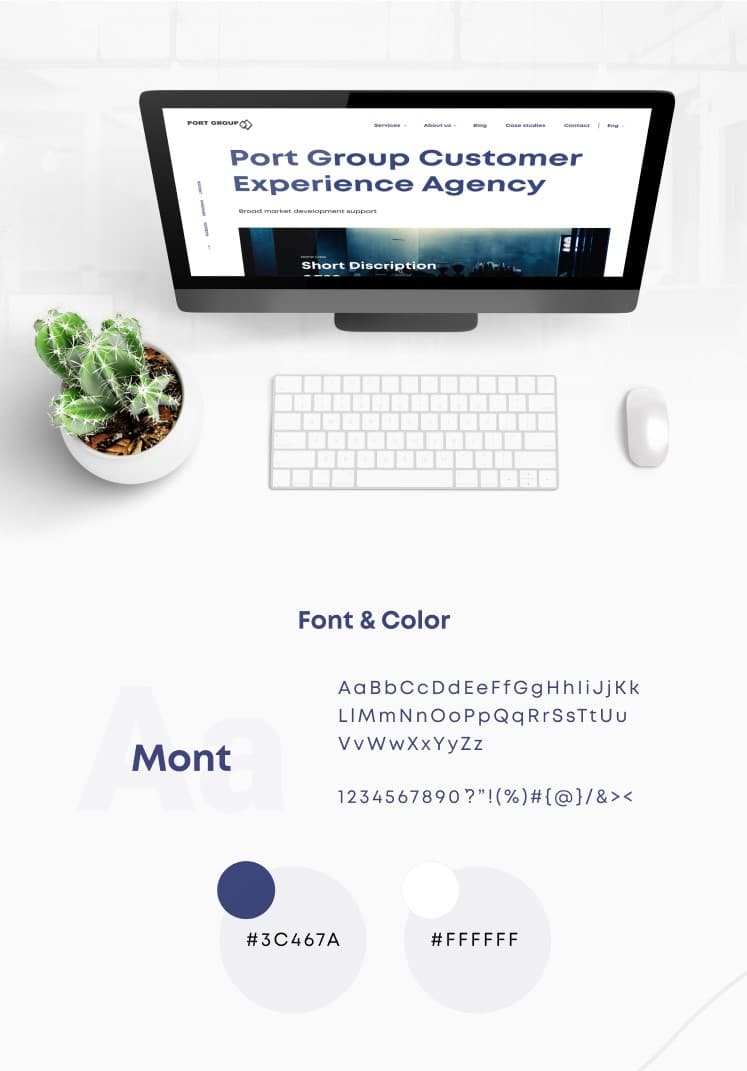 PORT GROUP
Services
About us
Blog
Case studies
Contact | Eng
Port Group Customer
Experience Agency
Broad market development support
Short Discription
Font & Color
Aa
Mont
AaBbCcDdEeFfGgHhIiJjKk
LlMmNnOoPpQqRrSsTtUu
VvWwXxYyZz
1234567890?”!(%)#{@}/&><
#3C467A
#FFFFFF